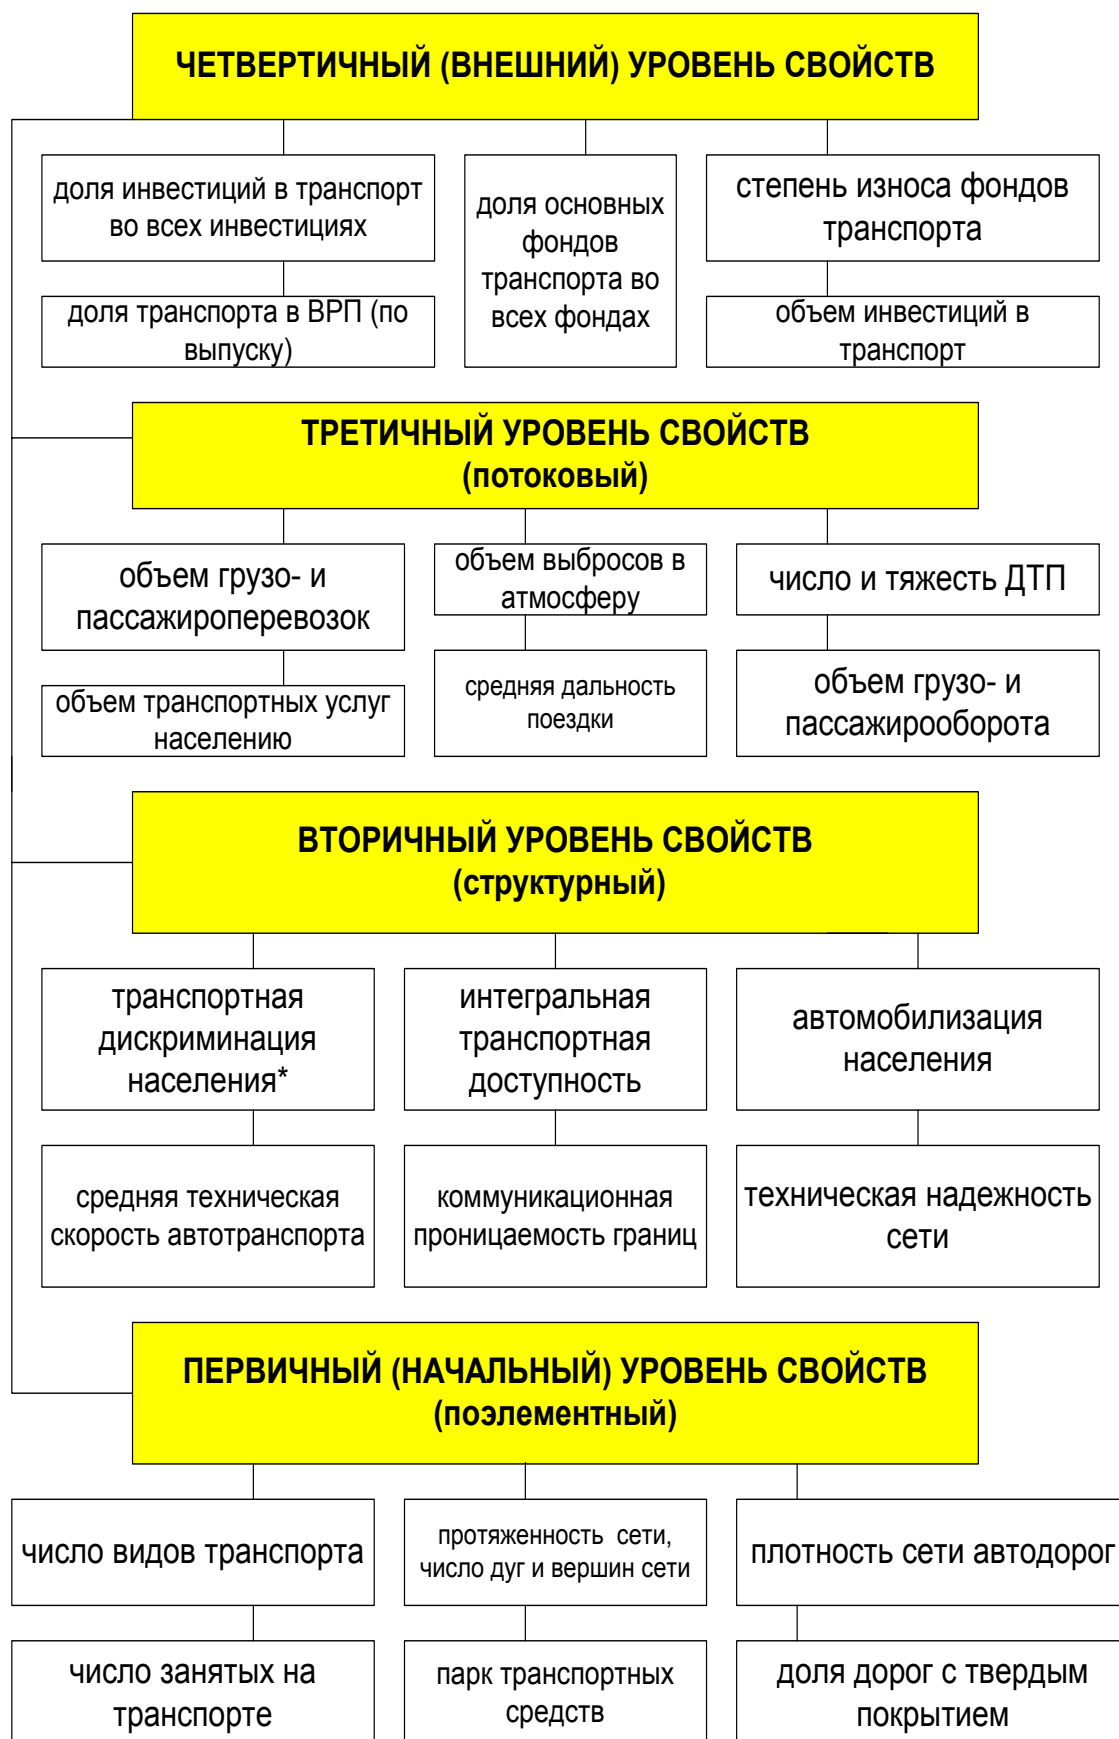 ЧЕТВЕРТИЧНЫЙ (ВНЕШНИЙ) УРОВЕНЬ СВОЙСТВ
доля инвестиций в транспорт
во всех инвестициях
доля основных
фондов
транспорта во
всех фондах
степень износа фондов
транспорта
доля транспорта в ВРП (по
выпуску)
объем инвестиций в
транспорт
ТРЕТИЧНЫЙ УРОВЕНЬ СВОЙСТВ
(потоковый)
объем грузо- и
пассажироперевозок
объем выбросов в
атмосферу
число и тяжесть ДТП
объем транспортных услуг
населению
средняя дальность
поездки
объем грузо- и
пассажирооборота
ВТОРИЧНЫЙ УРОВЕНЬ СВОЙСТВ
(структурный)
транспортная
дискриминация
населения*
интегральная
транспортная
доступность
автомобилизация
населения
средняя техническая
скорость автотранспорта
коммуникационная
проницаемость границ
техническая надежность
сети
ПЕРВИЧНЫЙ (НАЧАЛЬНЫЙ) УРОВЕНЬ СВОЙСТВ
(поэлементный)
число видов транспорта
протяженность сети,
число дуг и вершин сети
плотность сети автодорог
число занятых на
транспорте
парк транспортных
средств
доля дорог с твердым
покрытием